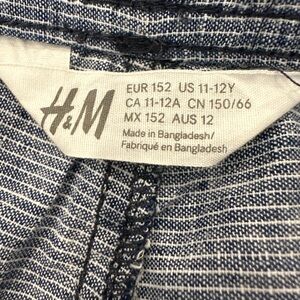 H&M
EUR 152 US 11-12Y
CA 11-12A CN 150/66
MX 152 AUS 12
Made in Bangladesh/
Fabriqué en Bangladesh